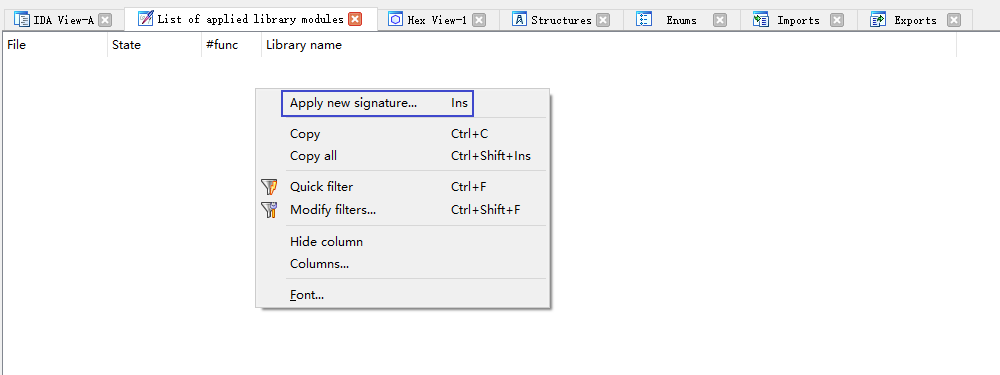 IDA View-A List of applied library modules Hex View-1 Structures Enums Imports Exports
File State #func Library name
Apply new signature... Ins
Copy Ctrl+C
Copy all Ctrl+Shift+Ins
Quick filter Ctrl+F
Modify filters... Ctrl+Shift+F
Hide column
Columns...
Font...